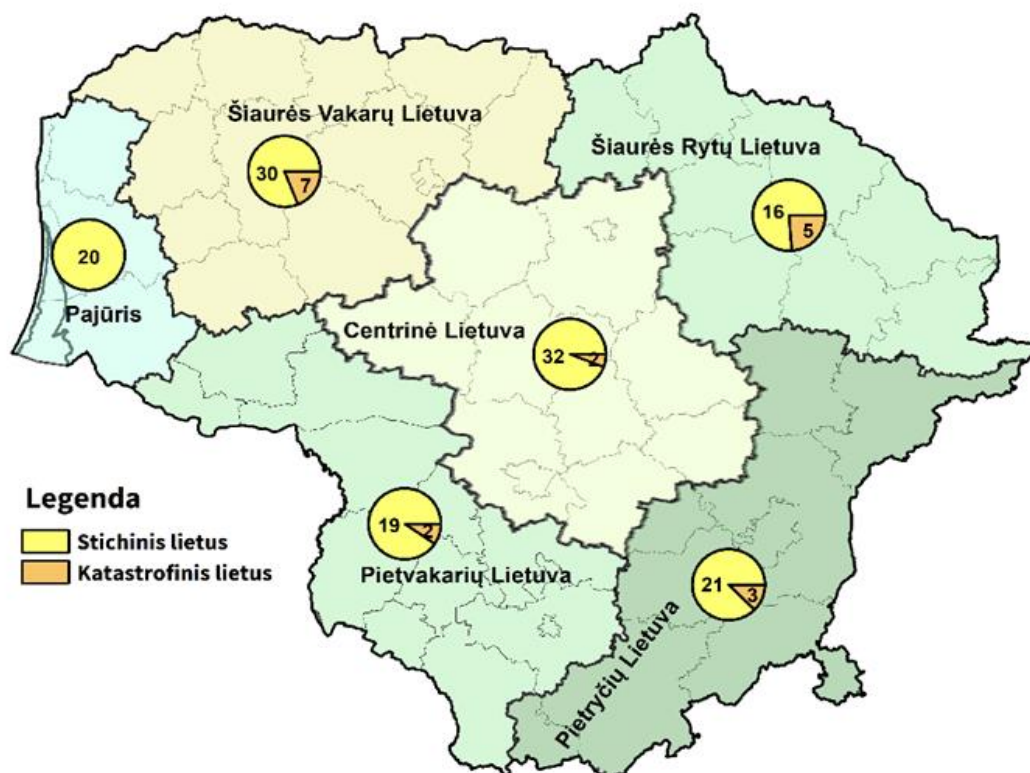 Šiaurės Vakarų Lietuva
30
7
Šiaurės Rytų Lietuva
16
5
20
Pajūris
Centrinė Lietuva
32
2
Legenda
Stichinis lietus
Katastrofinis lietus
19
2
Pietvakarių Lietuva
21
3
Pietryčių Lietuva